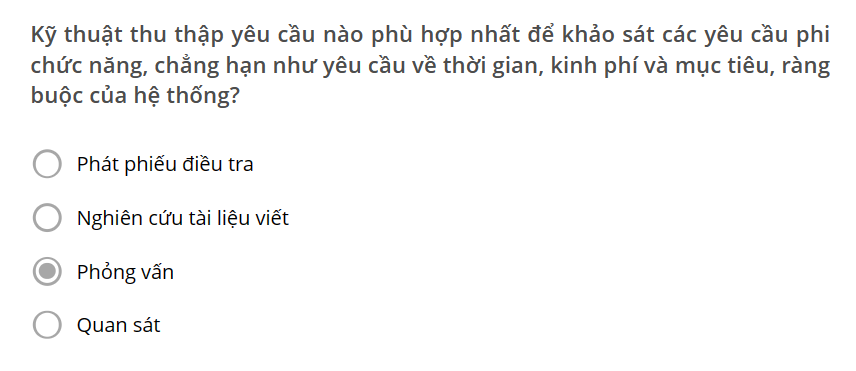 Kỹ thuật thu thập yêu cầu nào phù hợp nhất để khảo sát các yêu cầu phi
chức năng, chẳng hạn như yêu cầu về thời gian, kinh phí và mục tiêu, ràng
buộc của hệ thống?
Phát phiếu điều tra
Nghiên cứu tài liệu viết
Phỏng vấn
Quan sát